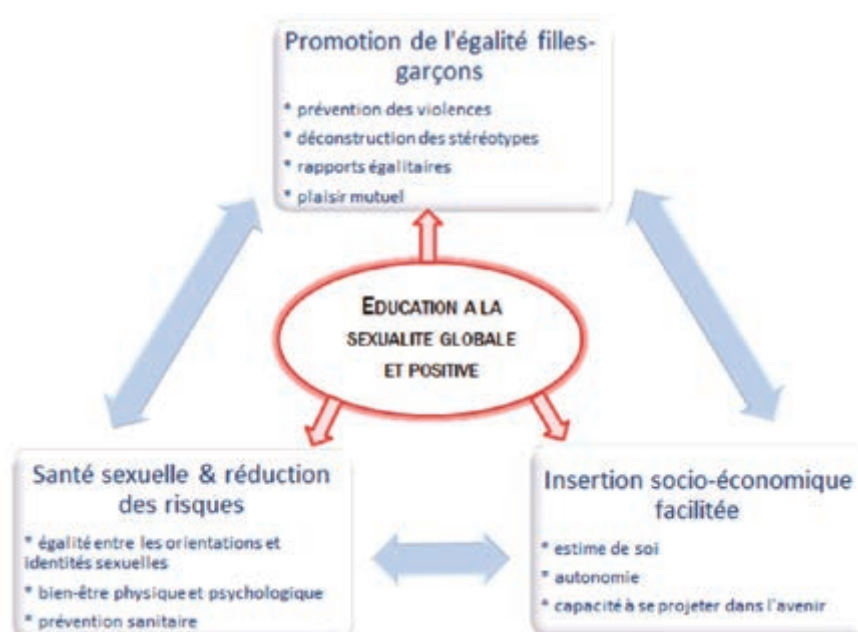 Promotion de l'égalité filles-
garçons
* prévention des violences
* déconstruction des stéréotypes
* rapports égalitaires
* plaisir mutuel
EDUCATION A LA
SEXUALITE GLOBALE
ET POSITIVE
Santé sexuelle & réduction
des risques
* égalité entre les orientations et
identités sexuelles
* bien-être physique et psychologique
* prévention sanitaire
Insertion socio-économique
facilitée
* estime de soi
* autonomie
* capacité à se projeter dans l'avenir